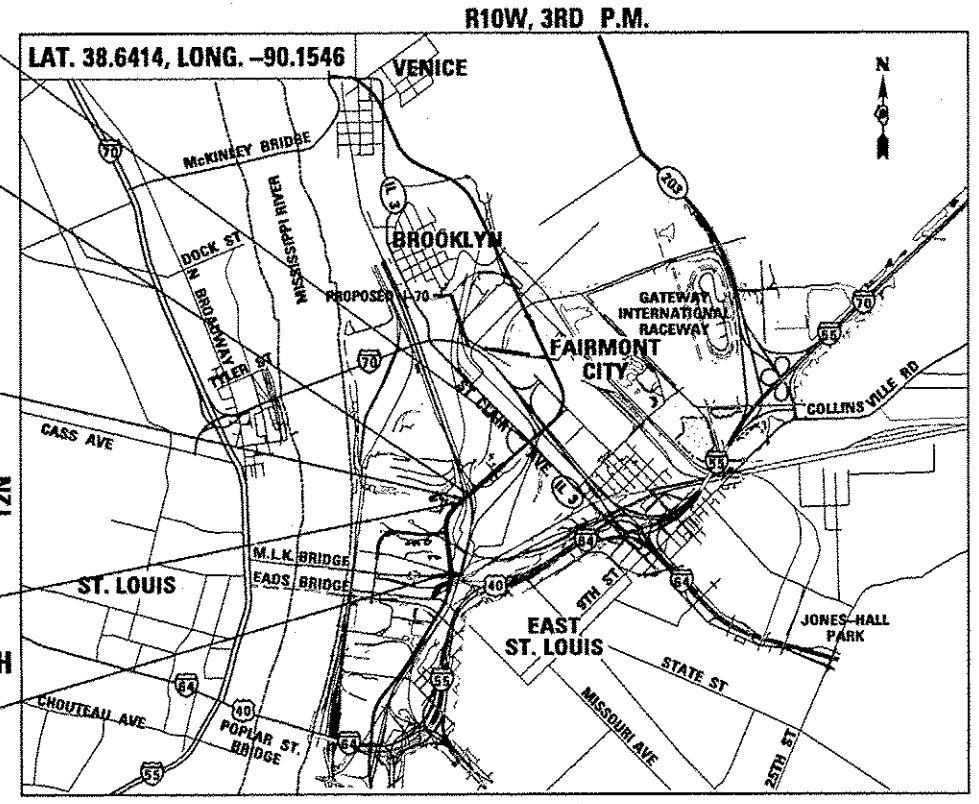 R10W, 3RD P.M.
LAT. 38.6414, LONG. –90.1546
VENICE
N
70
McKINLEY BRIDGE
203
MISSISSIPPI RIVER
IL 3
DOCK ST
BROOKLYN
N BROADWAY
PROPOSED I-70
GATEWAY
INTERNATIONAL
RACEWAY
70
55
FAIRMONT
CITY
70
TYLER ST
ST CLAIR AVE
COLLINSVILLE RD
CASS AVE
55
T2N
IL 3
64
M.L.K. BRIDGE
EADS BRIDGE
ST. LOUIS
40
9TH ST
64
EAST
ST. LOUIS
JONES-HALL
PARK
H
STATE ST
64
55
CHOUTEAU AVE
40
MISSOURI AVE
POPLAR ST.
BRIDGE
64
25TH ST
55